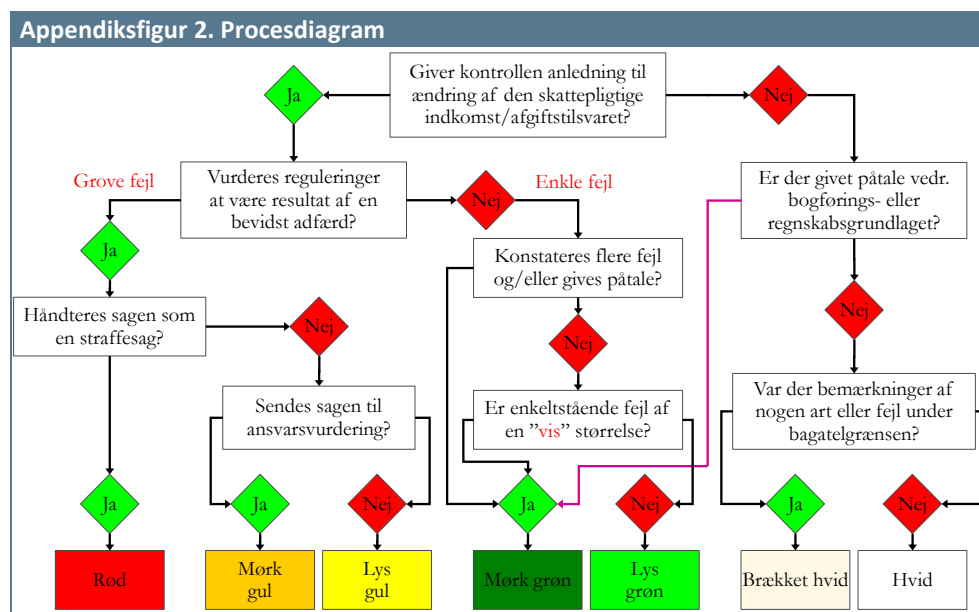 Appendiksfigur 2. Procesdiagram
Giver kontrollen anledning til
ændring af den skattepligtige
indkomst/afgiftstilsvaret?
Ja
Nej
Grove fejl
Vurderes reguleringer
at være resultat af en
bevidst adfærd?
Nej
Enkle fejl
Er der givet påtale vedr.
bogførings- eller
regnskabsgrundlaget?
Ja
Konstateres flere fejl
og/eller gives påtale?
Håndteres sagen som
en straffesag?
Nej
Nej
Nej
Sendes sagen til
ansvarsvurdering?
Er enkeltstående fejl af
en ”vis” størrelse?
Var der bemærkninger af
nogen art eller fejl under
bagatelgrænsen?
Ja
Ja
Nej
Ja
Nej
Ja
Nej
Rød
Mørk
gul
Lys
gul
Mørk grøn
Lys
grøn
Brækket hvid
Hvid